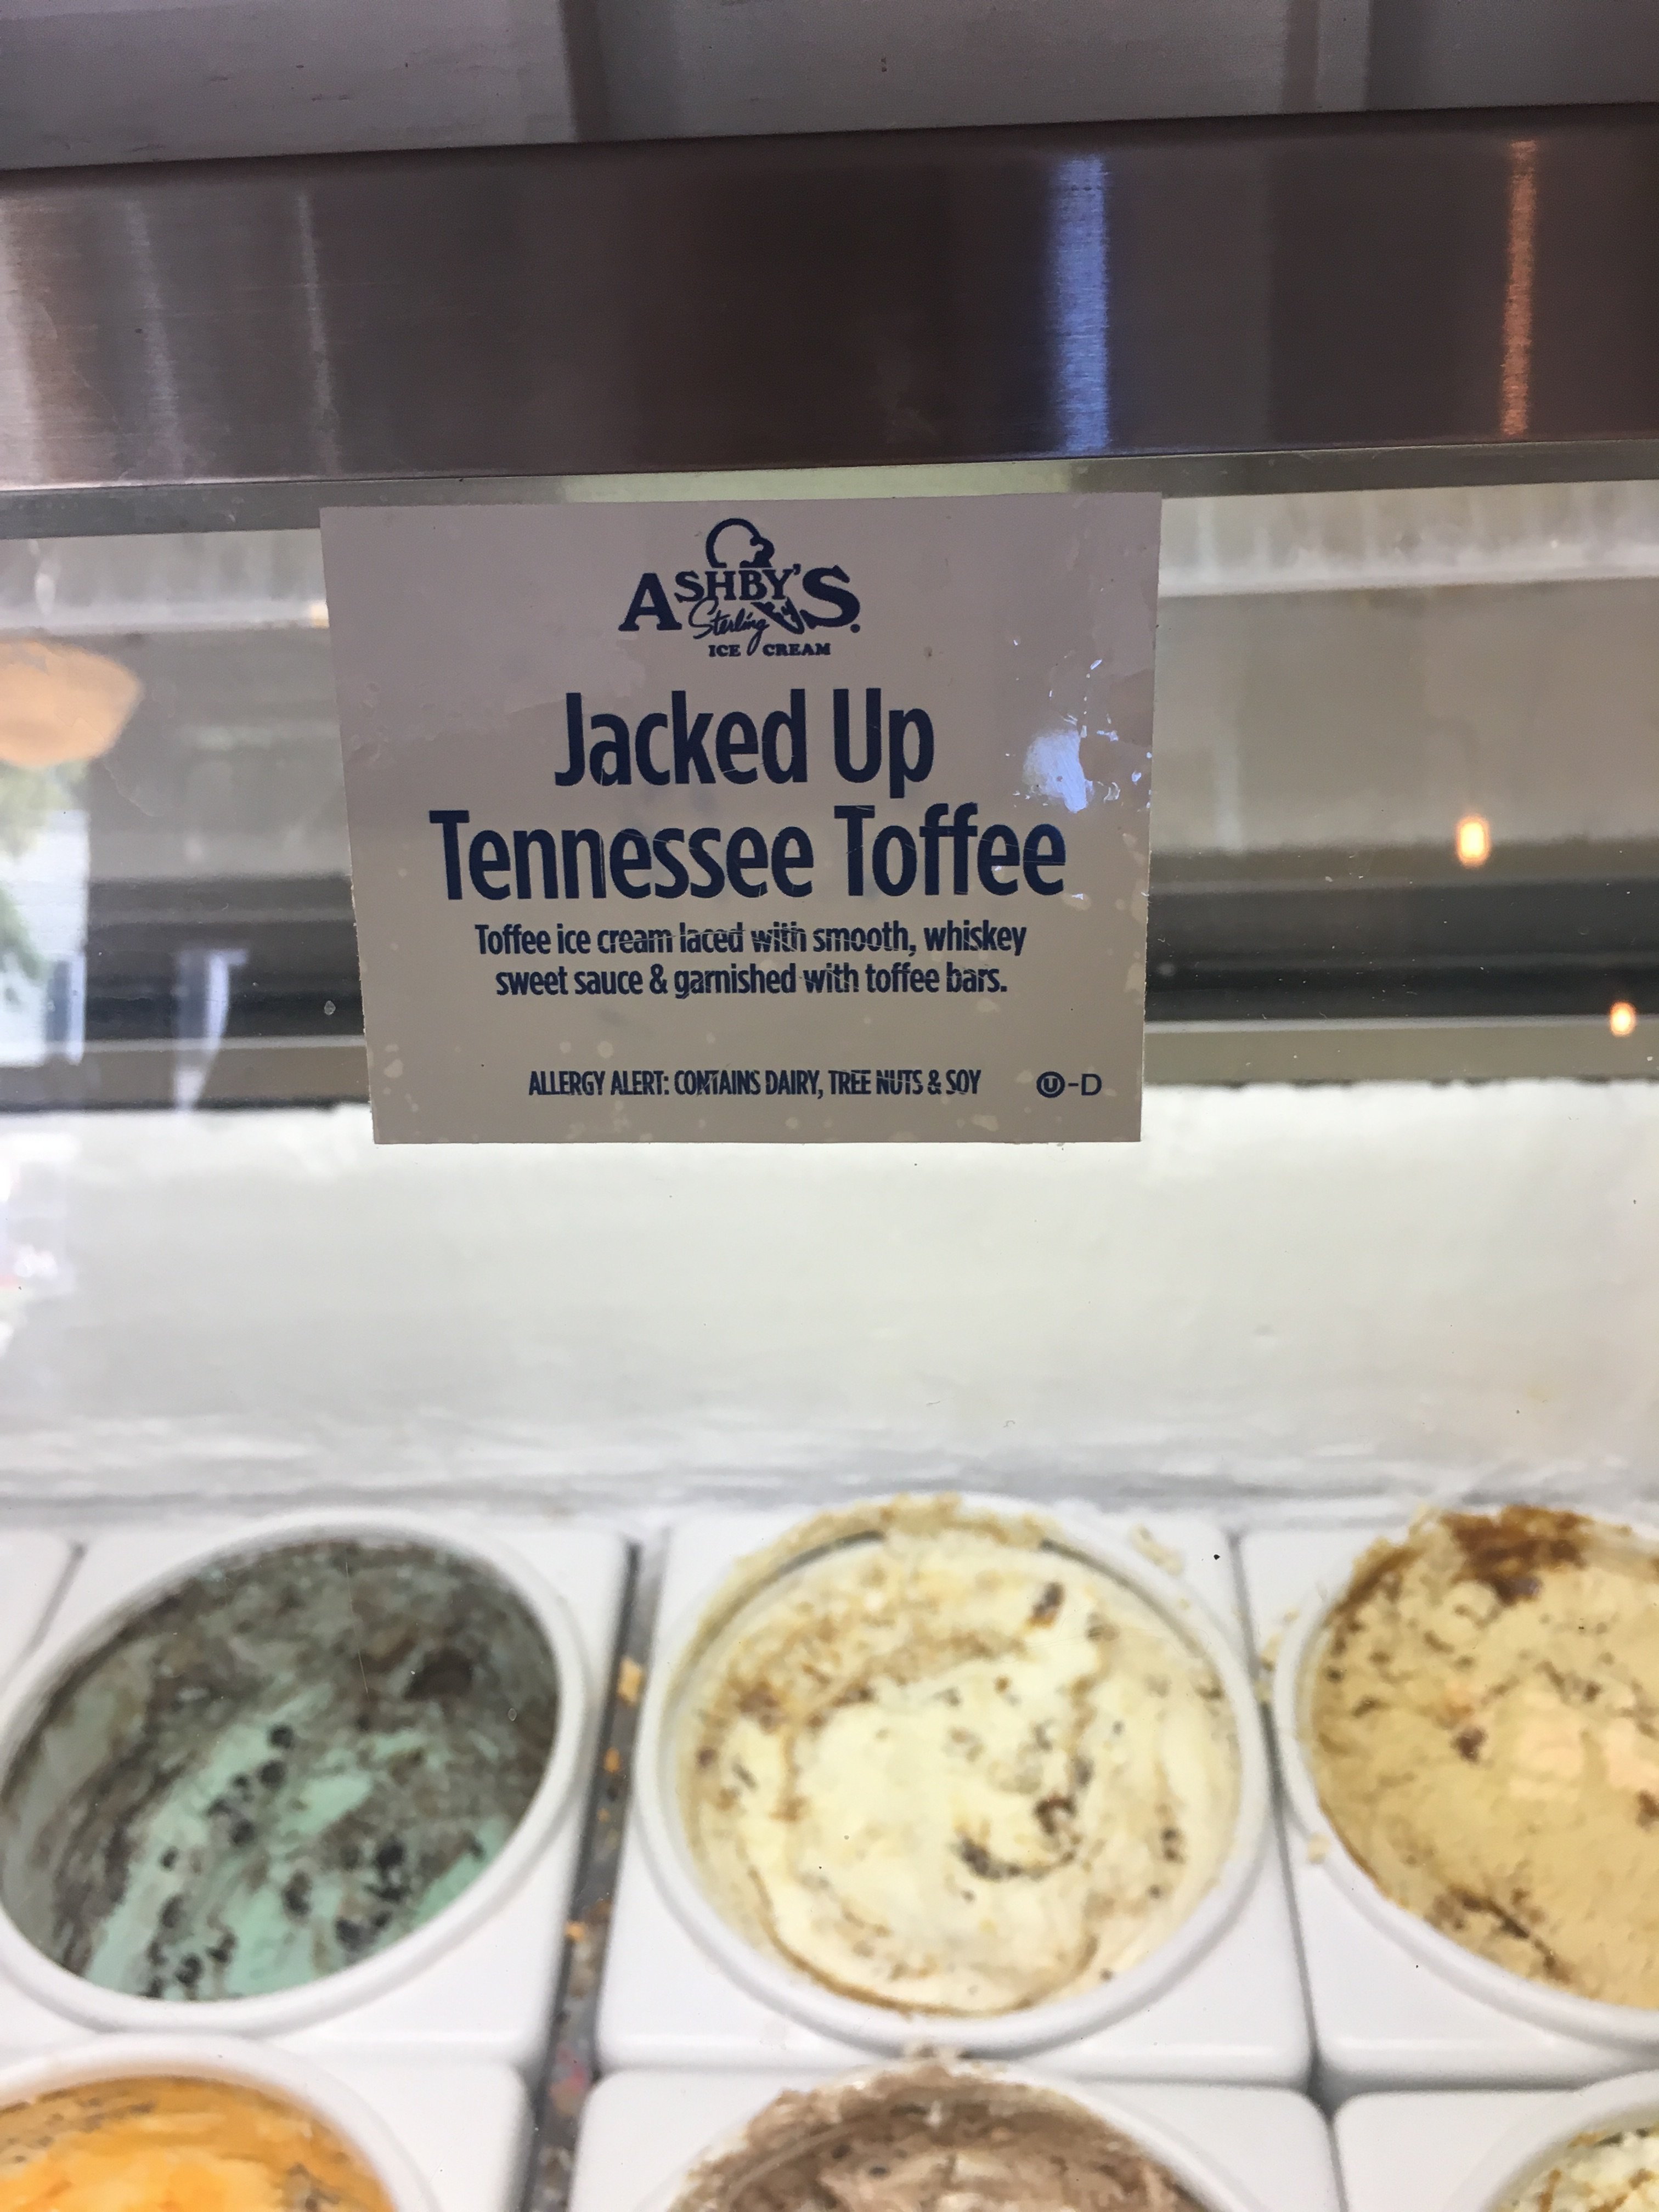 ASHBY'S
Sterling
ICE CREAM
Jacked Up
Tennessee Toffee
Toffee ice cream laced with smooth, whiskey
sweet sauce & garnished with toffee bars.
ALLERGY ALERT: CONTAINS DAIRY, TREE NUTS & SOY Ⓤ-D